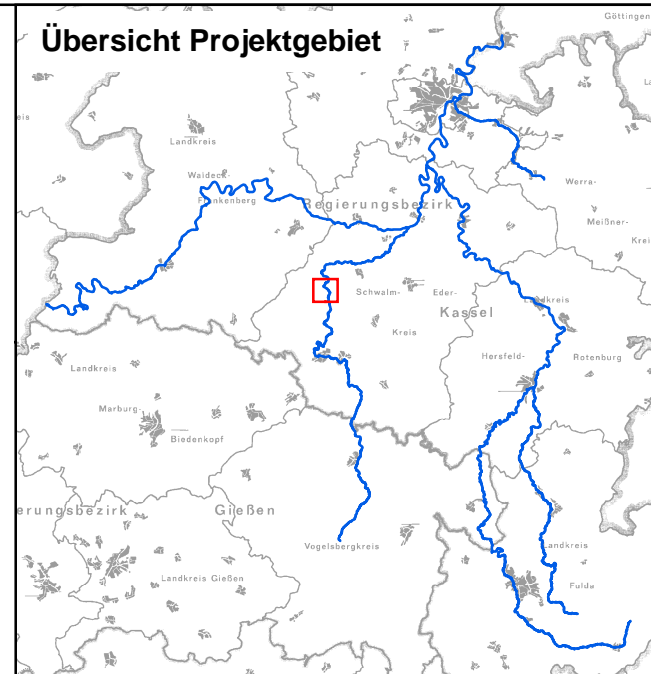 Übersicht Projektgebiet
Göttingen
Landkreis
Waldeck-
Frankenberg
Werra-
Regierungsbezirk
Meißner-
Kreis
Schwalm-
Eder-
Landkreis
Kassel
Kreis
Hersfeld-
Rotenburg
Landkreis
Marburg-
Biedenkopf
erungsbezirk
Gießen
Vogelsbergkreis
Landkreis
Landkreis Gießen
Fulda